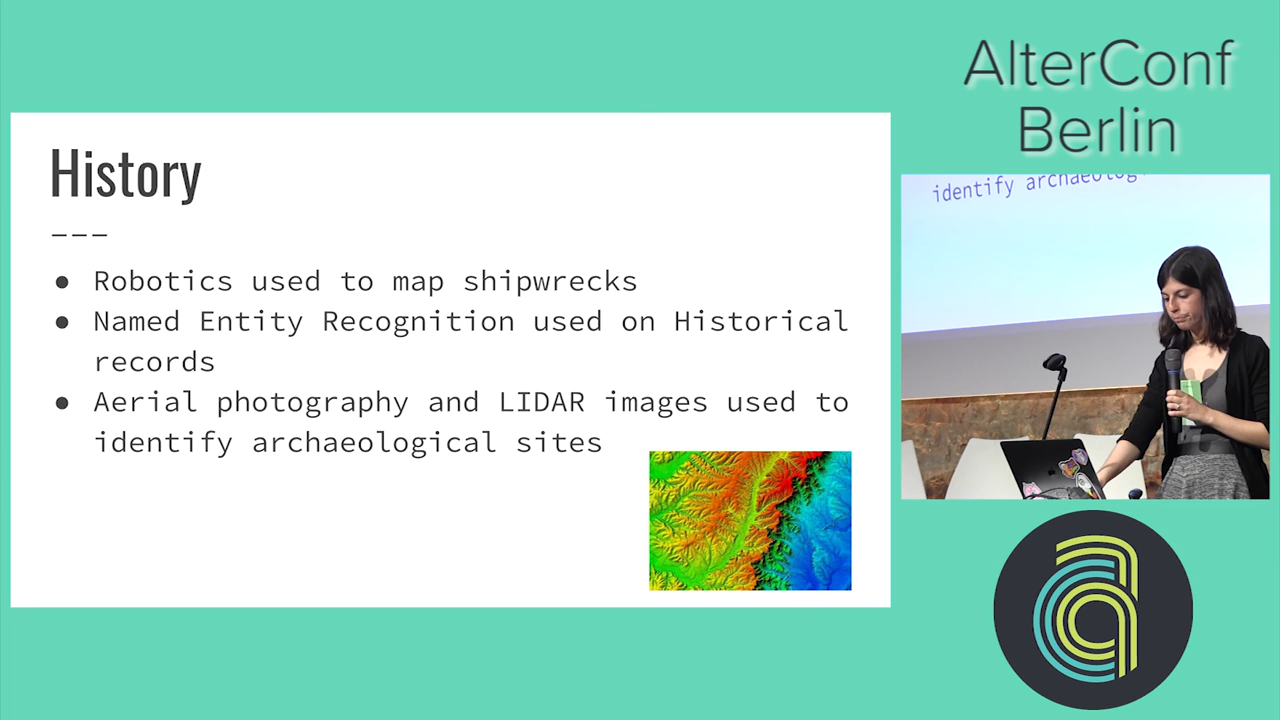 AlterConf
Berlin
History
---
● Robotics used to map shipwrecks
● Named Entity Recognition used on Historical
records
● Aerial photography and LIDAR images used to
identify archaeological sites
identify archaeolog